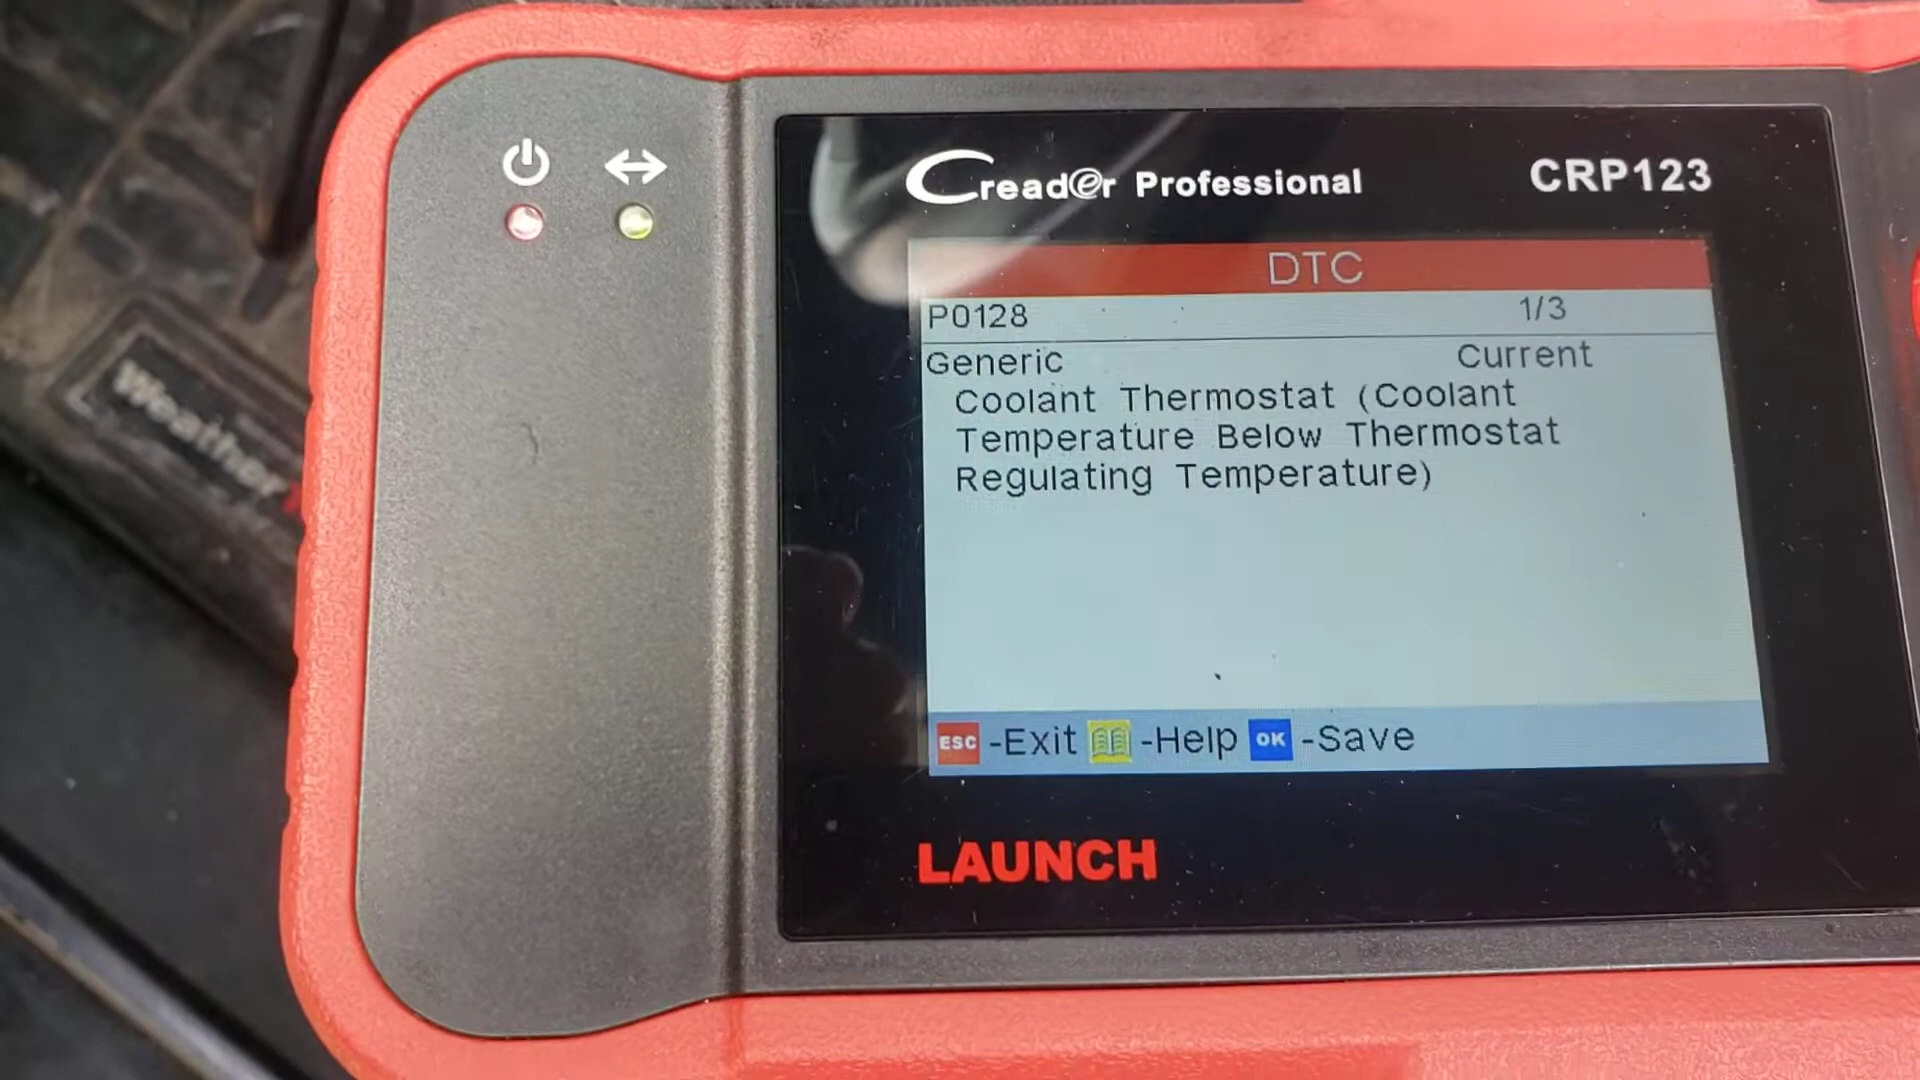 Creader Professional
CRP123
DTC
P0128 1/3
Generic Current
Coolant Thermostat (Coolant
Temperature Below Thermostat
Regulating Temperature)
ESC -Exit -Help OK -Save
LAUNCH
Weather